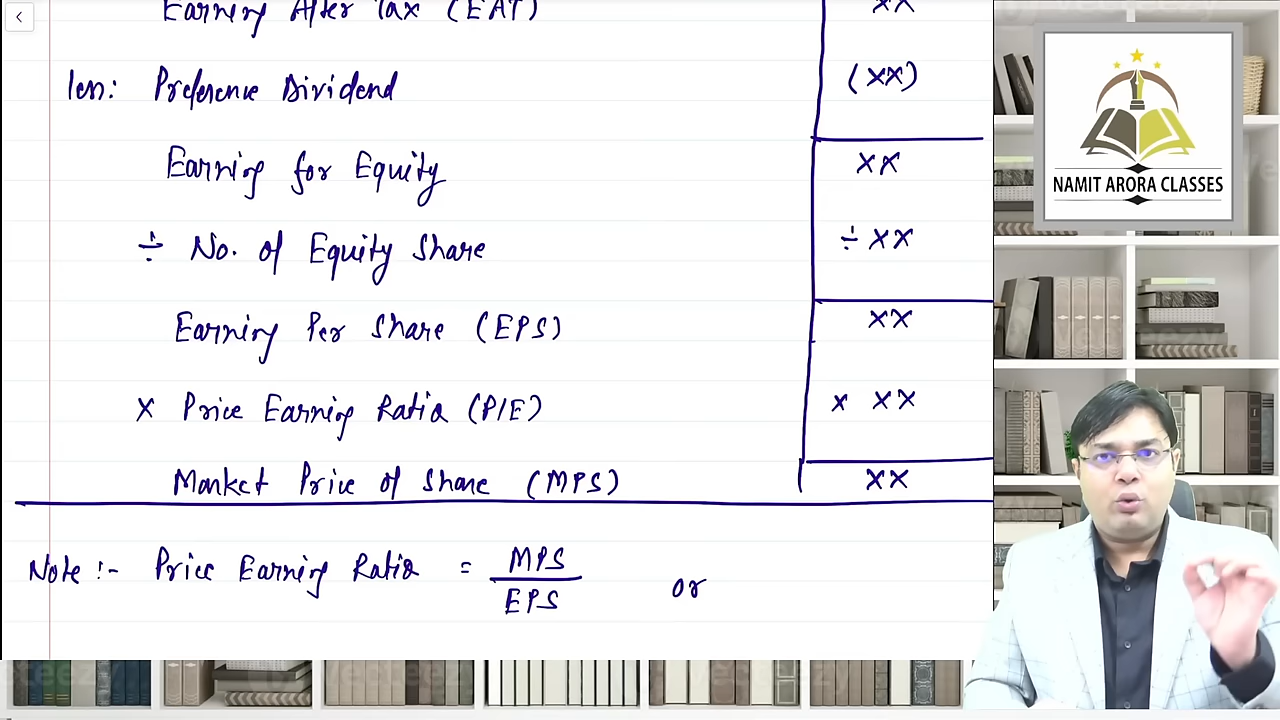 Earning After Tax (EAT) XX
less: Preference Dividend (XX)
Earning for Equity XX
÷ No. of Equity Share ÷ XX
Earning Per Share (EPS) XX
X Price Earning Ratio (P/E) X XX
Market Price of Share (MPS) XX
Note :- Price Earning Ratio = MPS / EPS or
NAMIT ARORA CLASSES